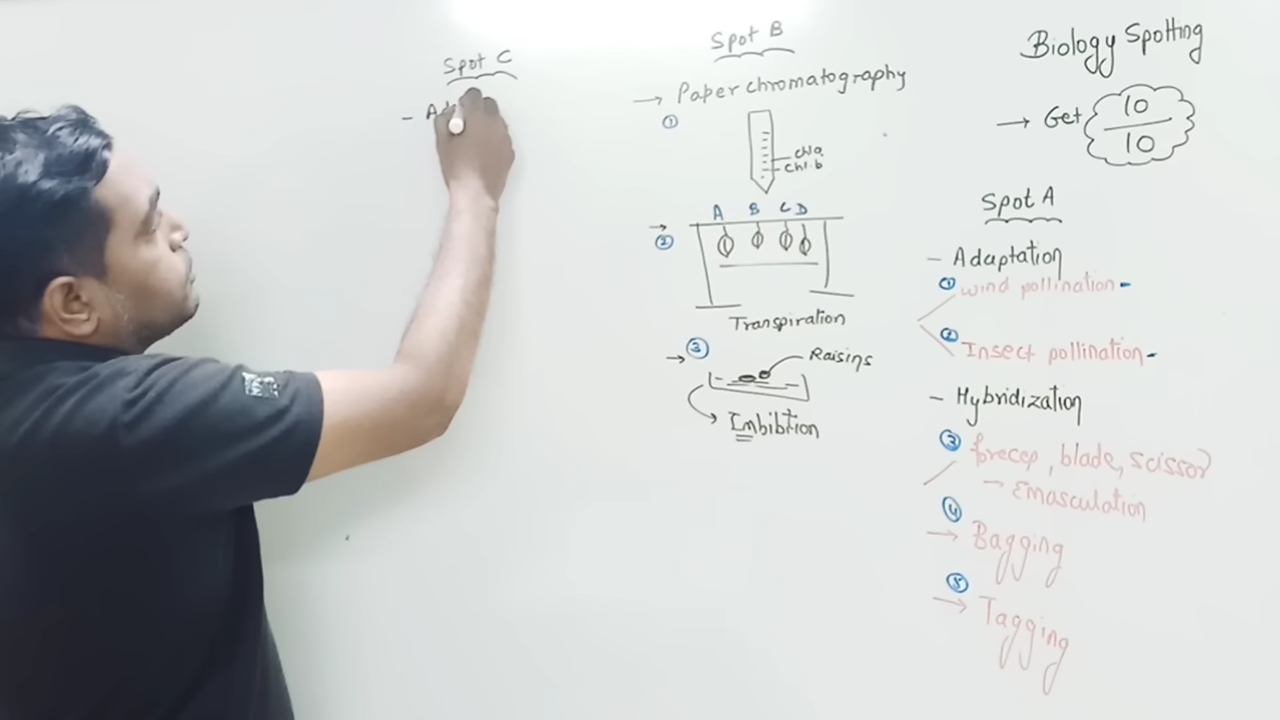 Biology Spotting
→ Get 10
10
Spot A
- Adaptation
① wind pollination -
② Insect pollination -
- Hybridization
③ forcep, blade, scissor
→ Emasculation
④
→ Bagging
⑤
→ Tagging
Spot B
→ Paper chromatography
①
chl a
chl b
A B C D
→ ②
Transpiration
→ ③
Raisins
Imbibtion
Spot C
- A